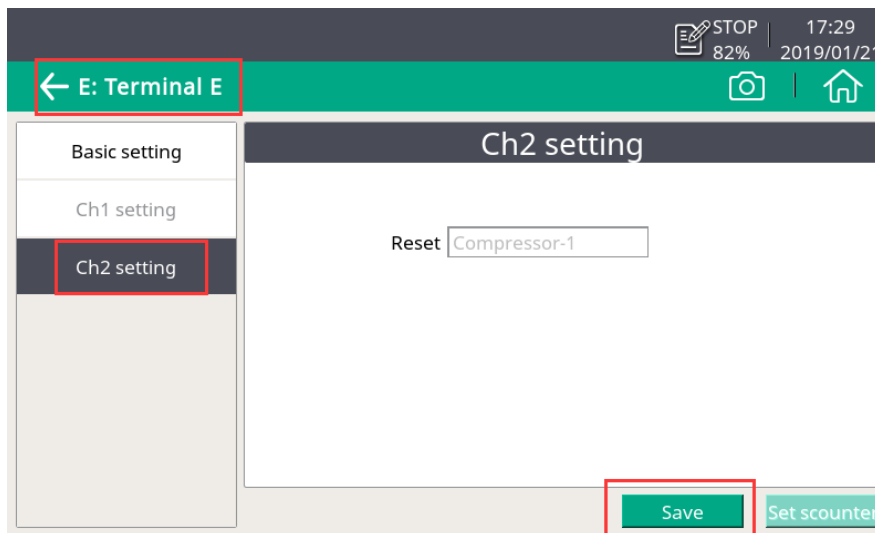 STOP 17:29
82% 2019/01/21
E: Terminal E
Basic setting
Ch1 setting
Ch2 setting
Ch2 setting
Reset Compressor-1
Save Set scounter